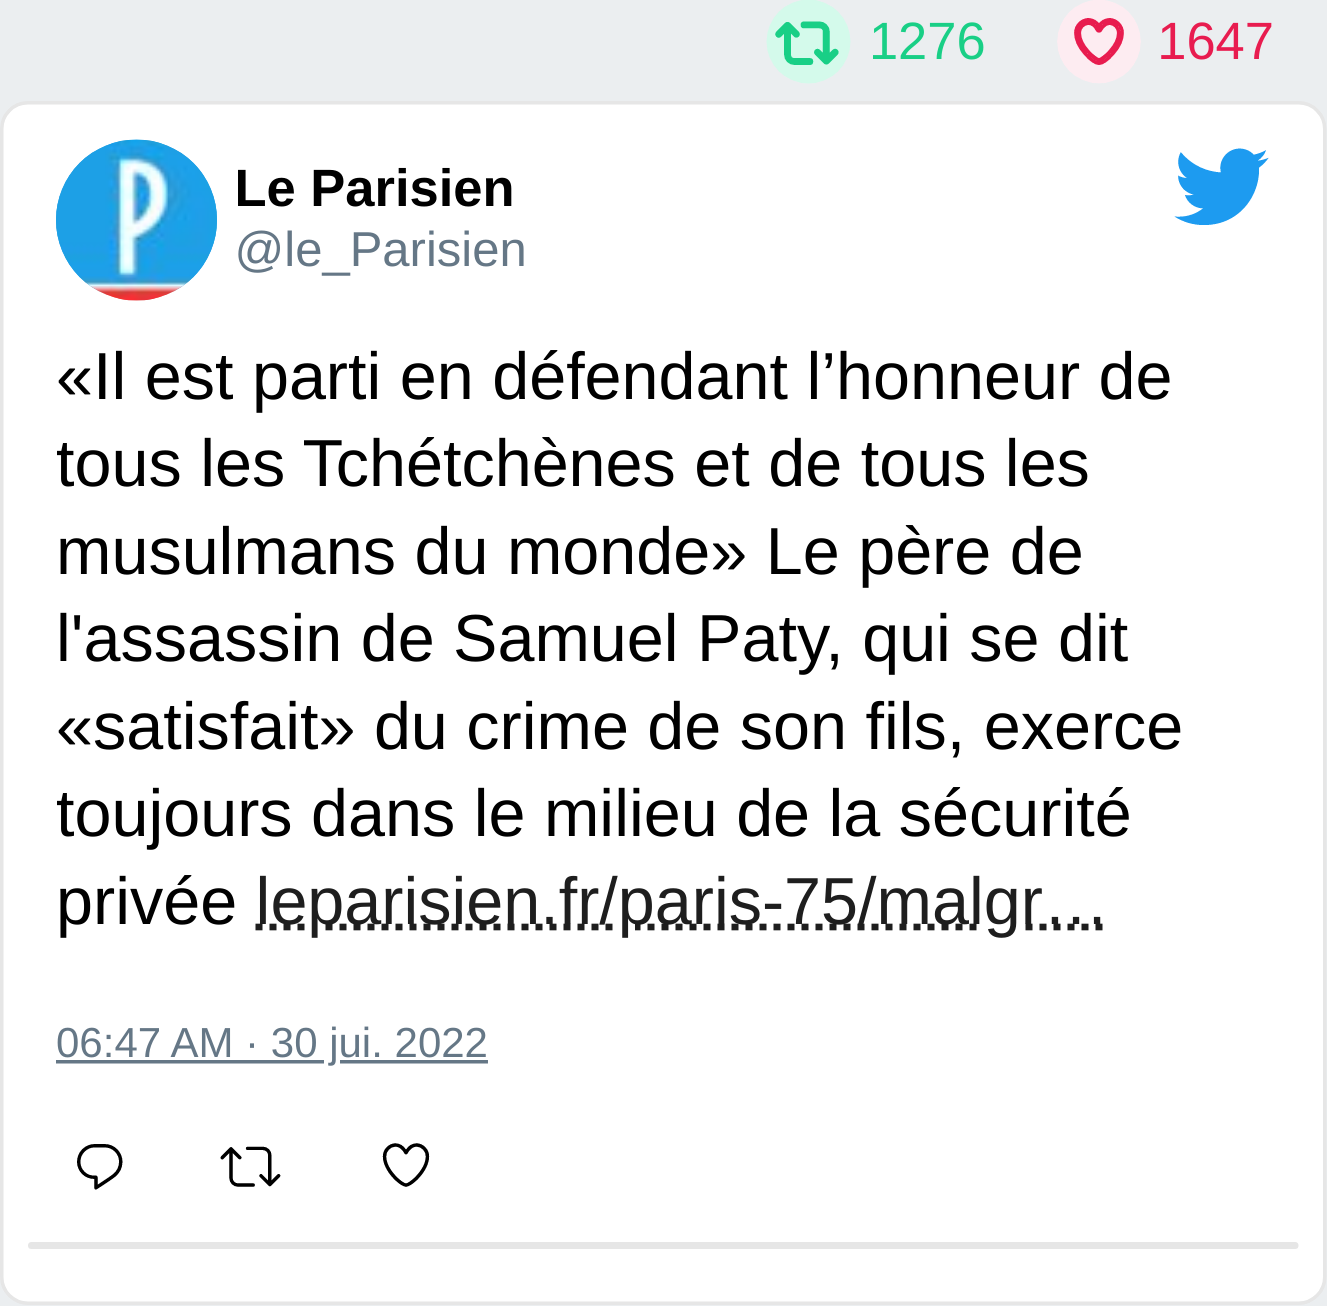 1276 1647
Le Parisien
@le_Parisien
«Il est parti en défendant l’honneur de
tous les Tchétchènes et de tous les
musulmans du monde» Le père de
l'assassin de Samuel Paty, qui se dit
«satisfait» du crime de son fils, exerce
toujours dans le milieu de la sécurité
privée leparisien.fr/paris-75/malgr…
06:47 AM · 30 jui. 2022